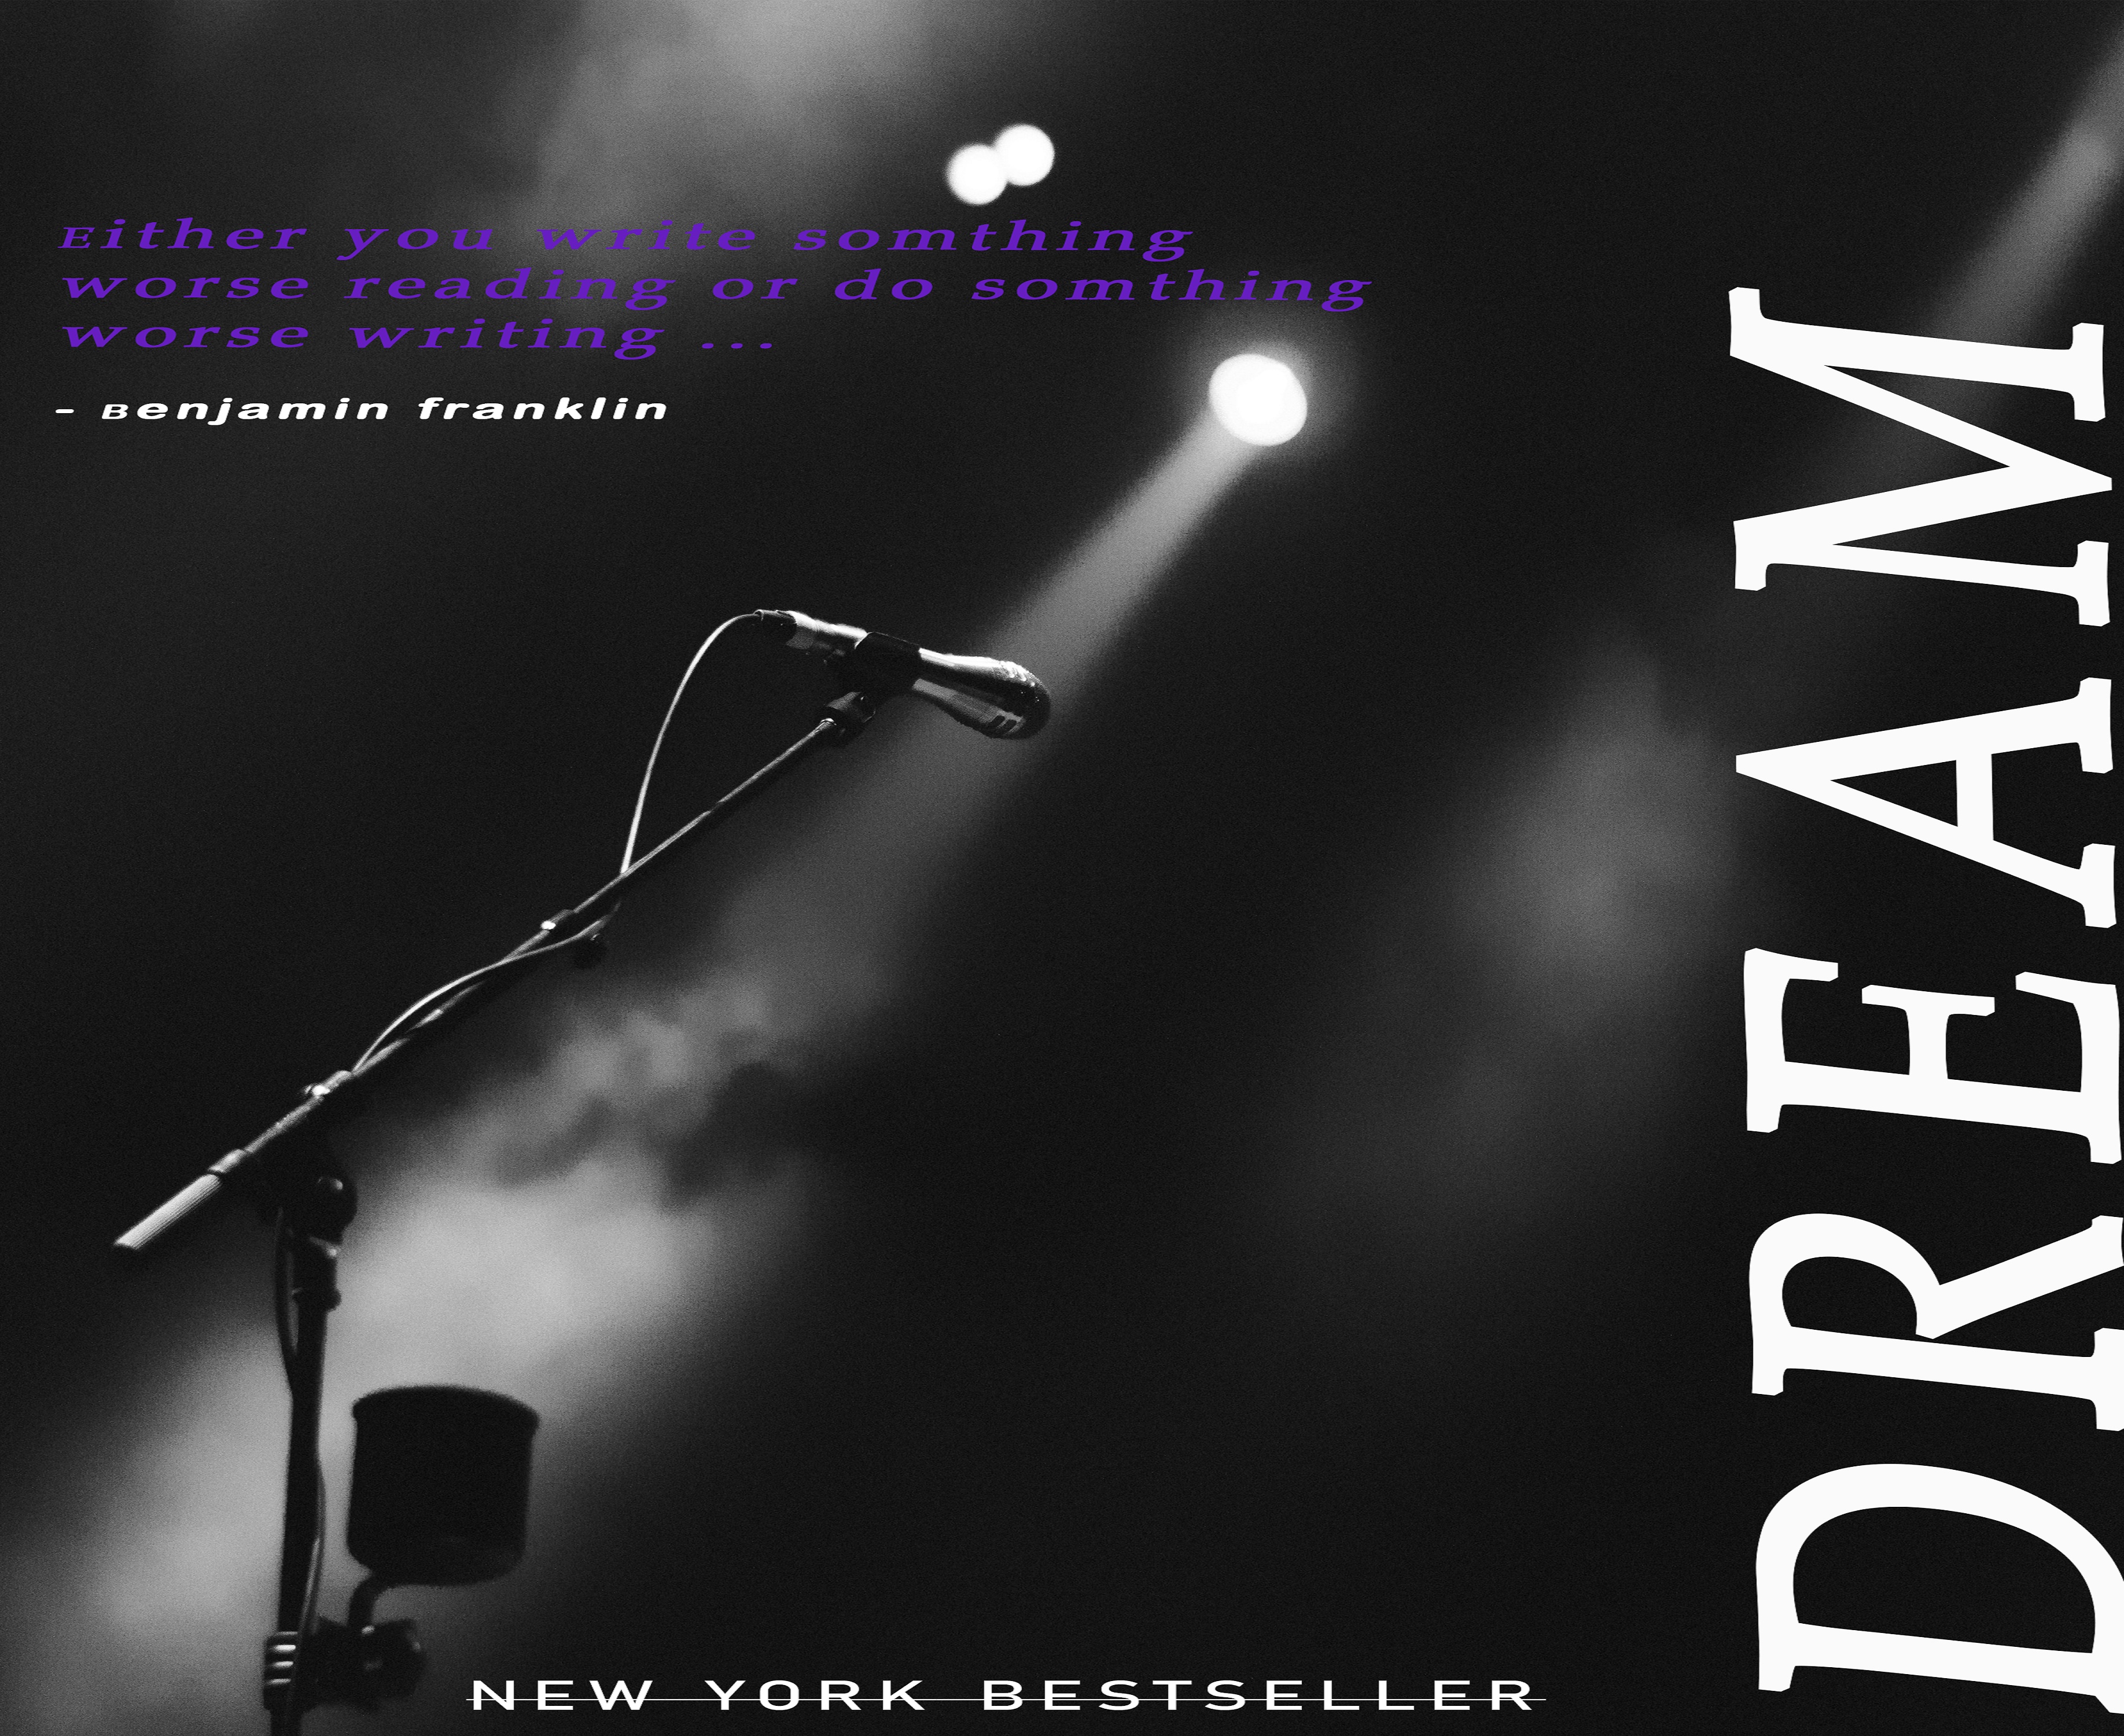 Either you write somthing
worse reading or do somthing
worse writing ...
- Benjamin franklin
DREAM
NEW YORK BESTSELLER